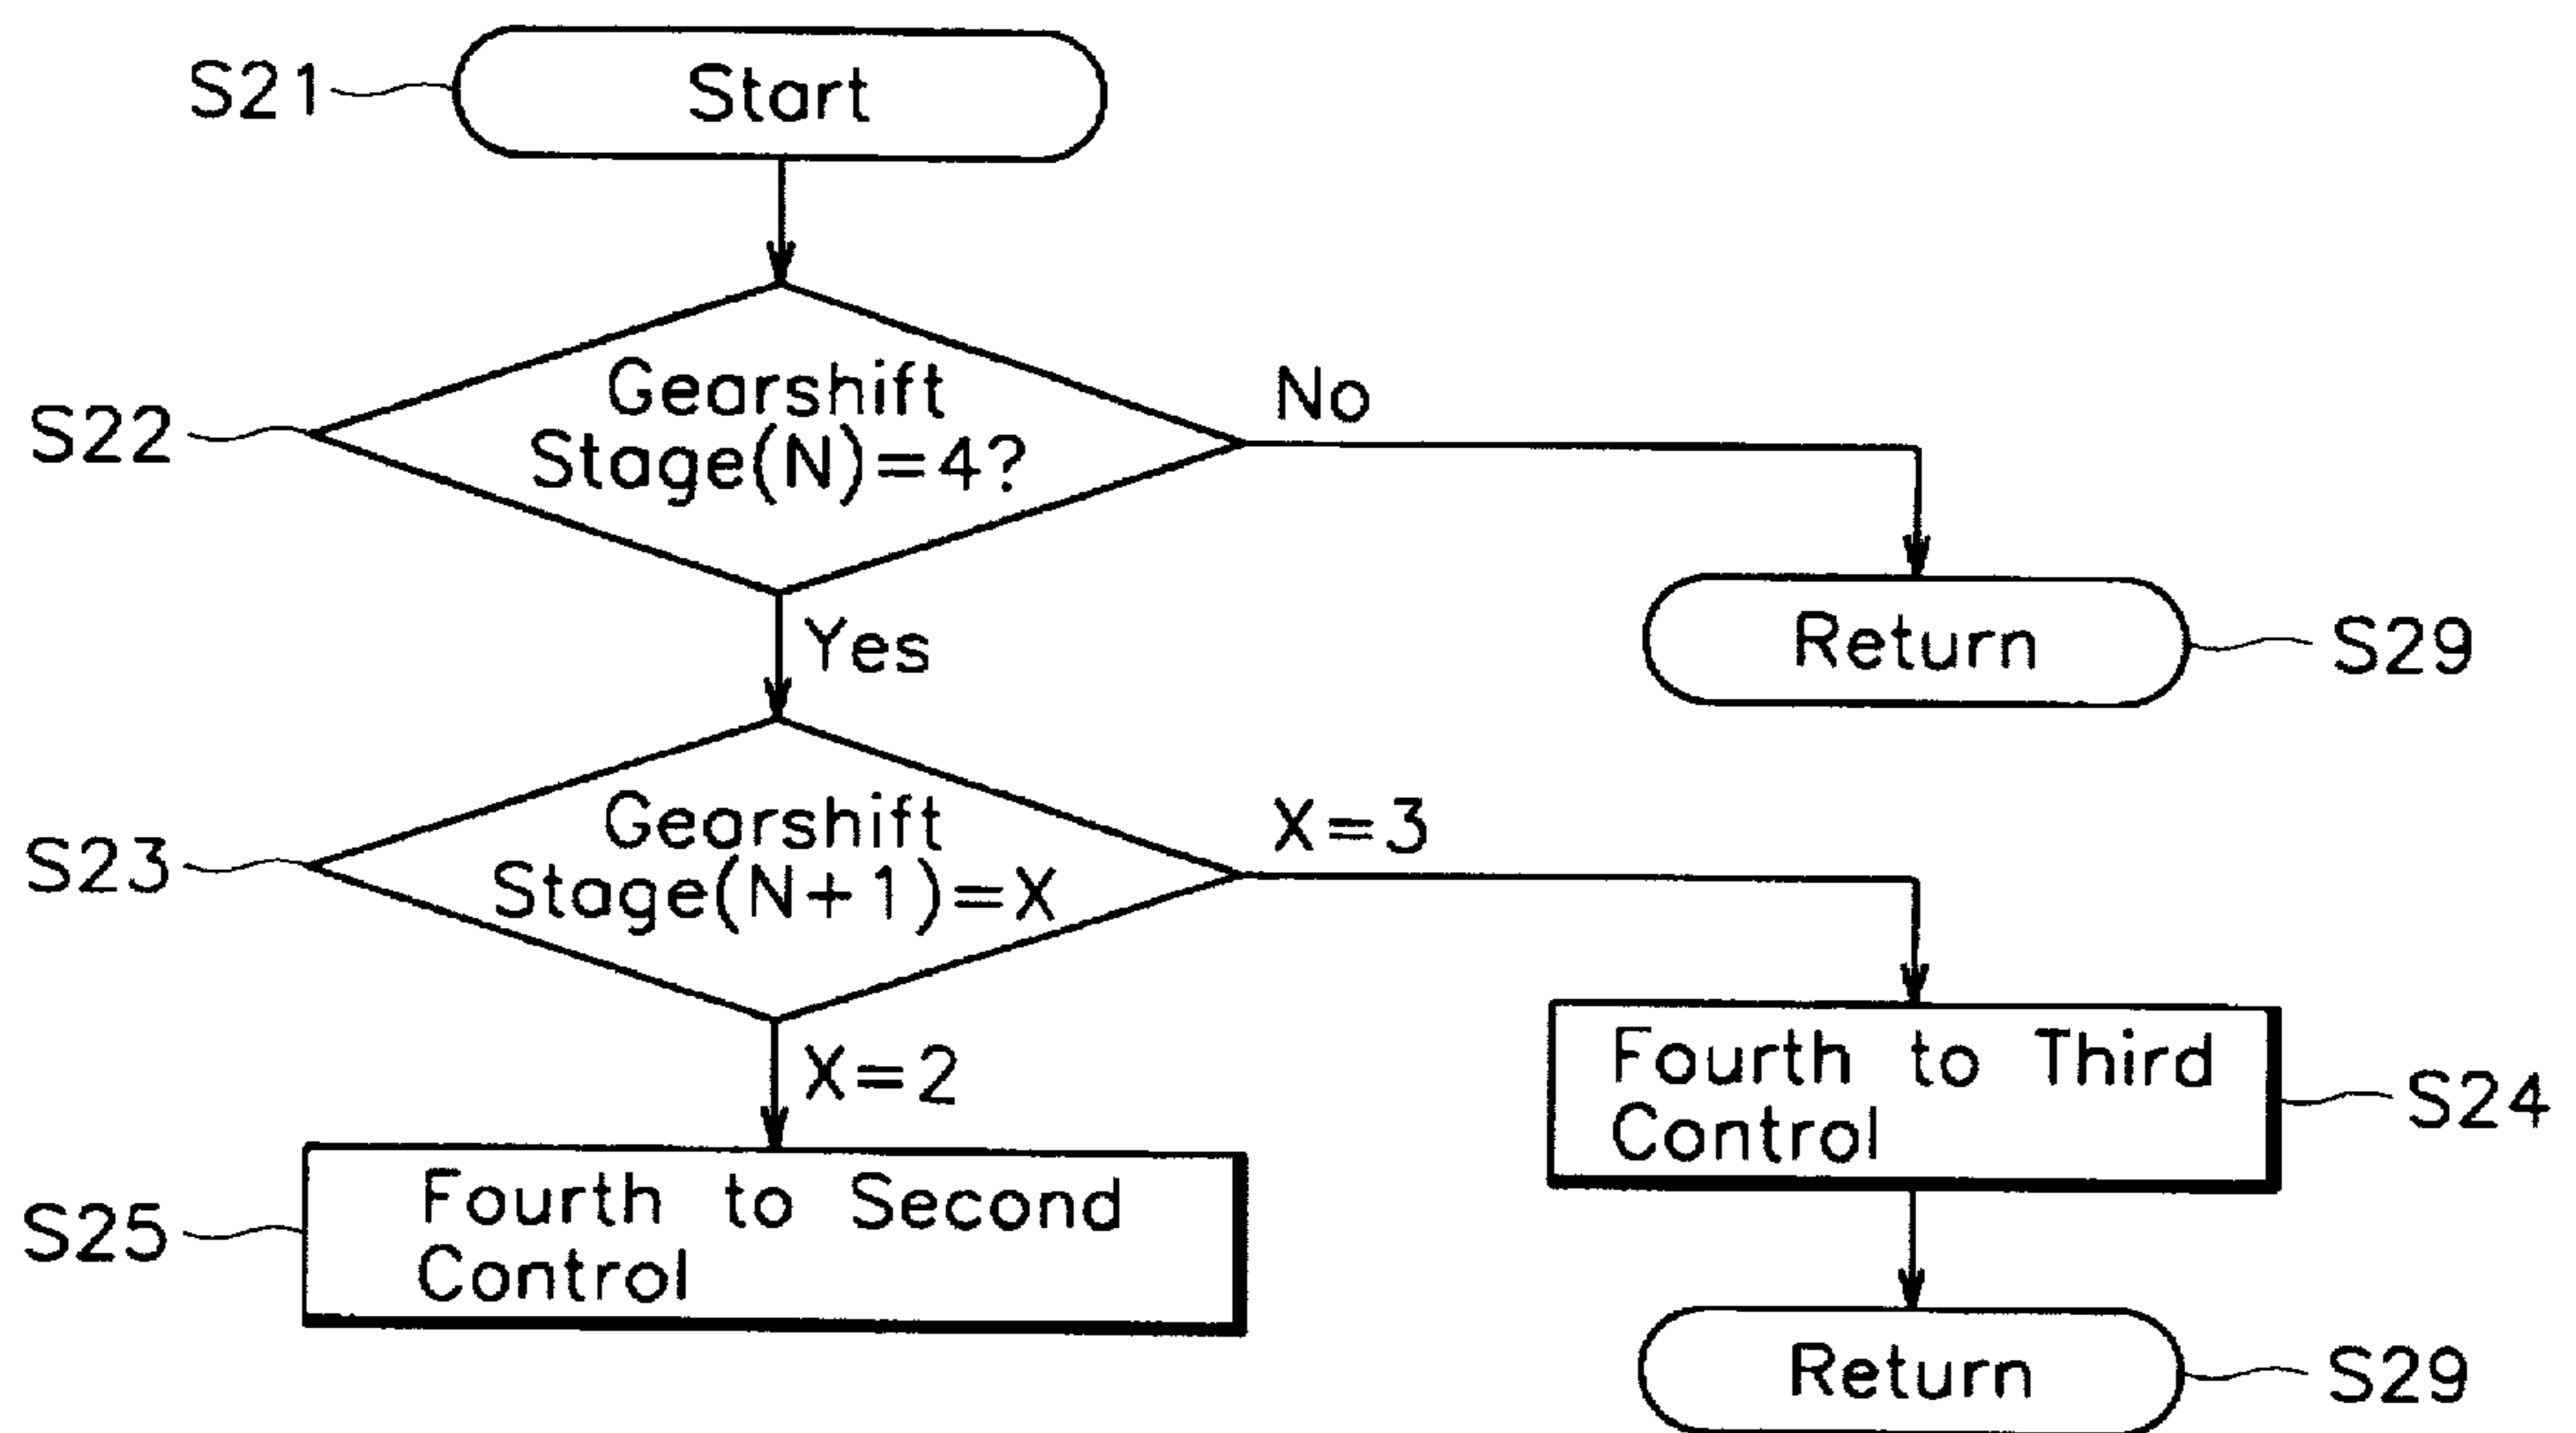 S21
Start
S22
Gearshift
Stage(N)=4?
No
Return
S29
Yes
S23
Gearshift
Stage(N+1)=X
X=3
X=2
Fourth to Third
Control
S24
S25
Fourth to Second
Control
Return
S29